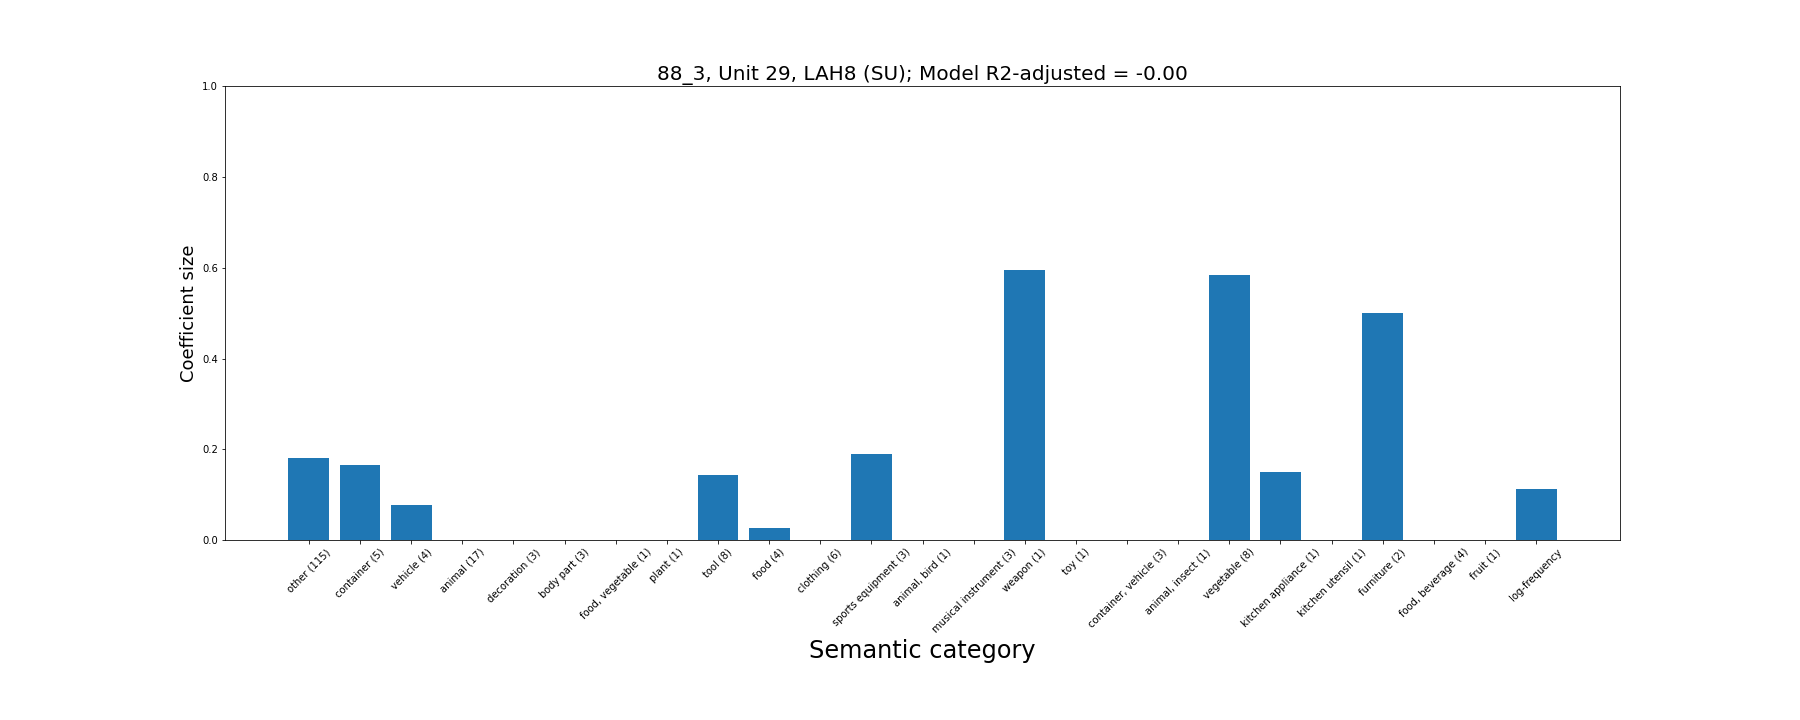 88_3, Unit 29, LAH8 (SU); Model R2-adjusted = -0.00
1.0
0.8
0.6
0.4
0.2
0.0
Coefficient size
other (115)
container (5)
vehicle (4)
animal (17)
decoration (3)
body part (3)
food, vegetable (1)
plant (1)
tool (8)
food (4)
clothing (6)
sports equipment (3)
animal, bird (1)
musical instrument (3)
weapon (1)
toy (1)
container, vehicle (3)
animal, insect (1)
vegetable (8)
kitchen appliance (1)
kitchen utensil (1)
furniture (2)
food, beverage (4)
fruit (1)
log-frequency
Semantic category